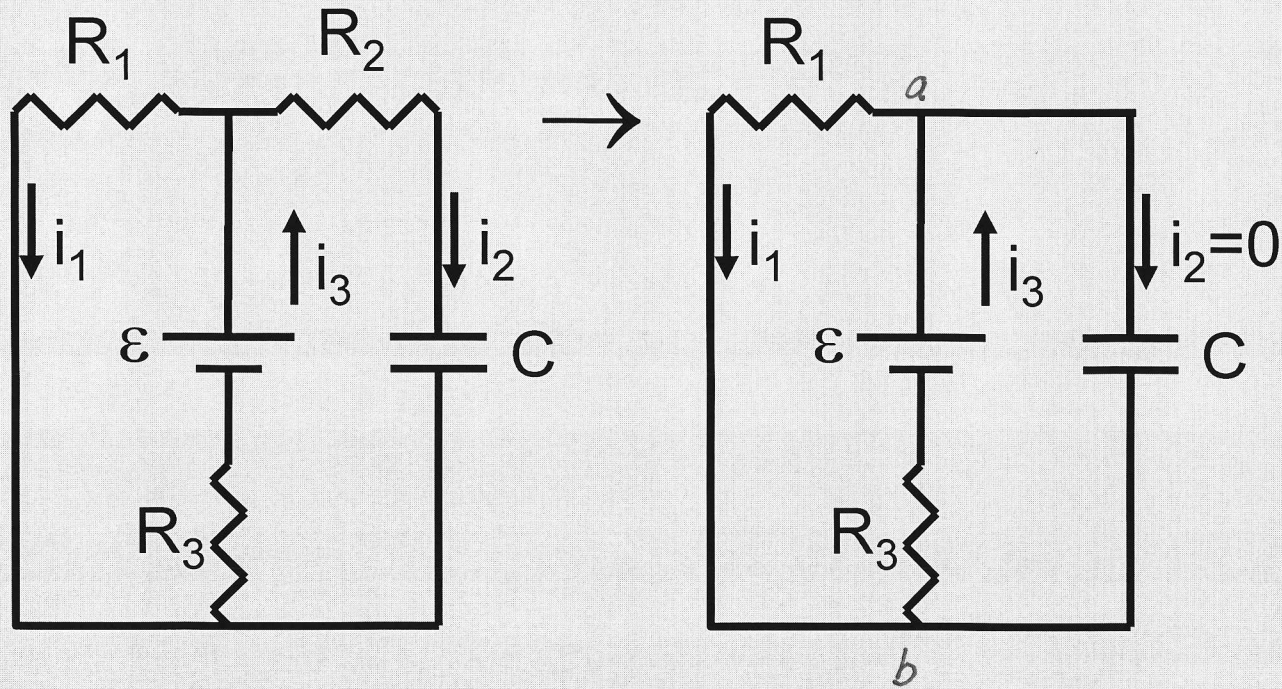 R₁ R₂
i₁ i₃ i₂
ε C
R₃
R₁ a
i₁ i₃ i₂=0
ε C
R₃
b